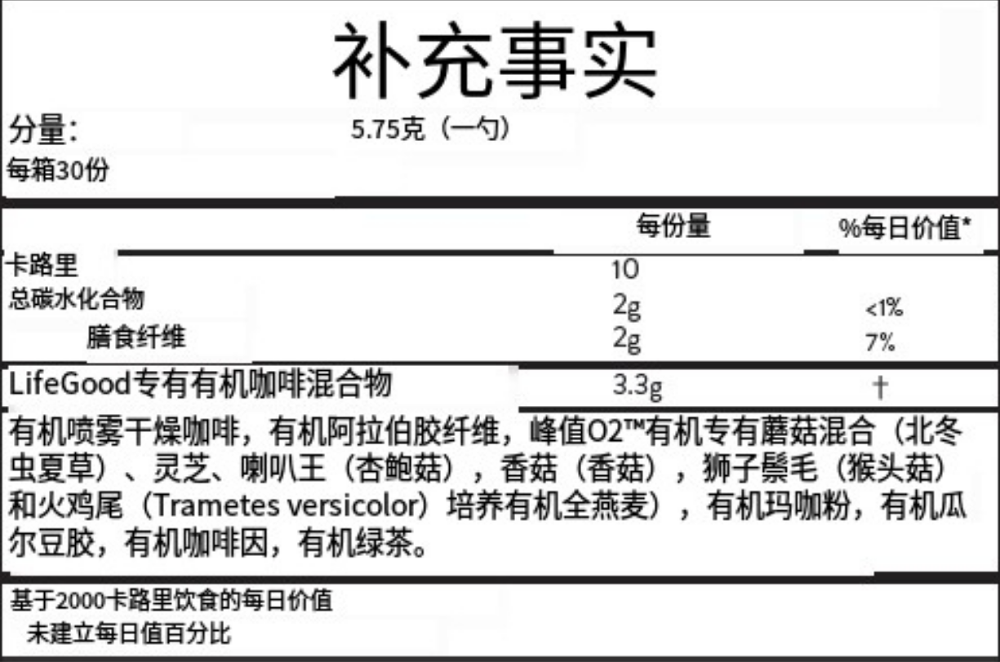 补充事实
分量： 5.75克（一勺）
每箱30份
每份量 %每日价值*
卡路里 10
总碳水化合物 2g <1%
膳食纤维 2g 7%
LifeGood专有有机咖啡混合物 3.3g †
有机喷雾干燥咖啡，有机阿拉伯胶纤维，峰值O2™有机专有蘑菇混合（北冬
虫夏草）、灵芝、喇叭王（杏鲍菇），香菇（香菇），狮子鬃毛（猴头菇）
和火鸡尾（Trametes versicolor）培养有机全燕麦），有机玛咖粉，有机瓜
尔豆胶，有机咖啡因，有机绿茶。
基于2000卡路里饮食的每日价值
未建立每日值百分比